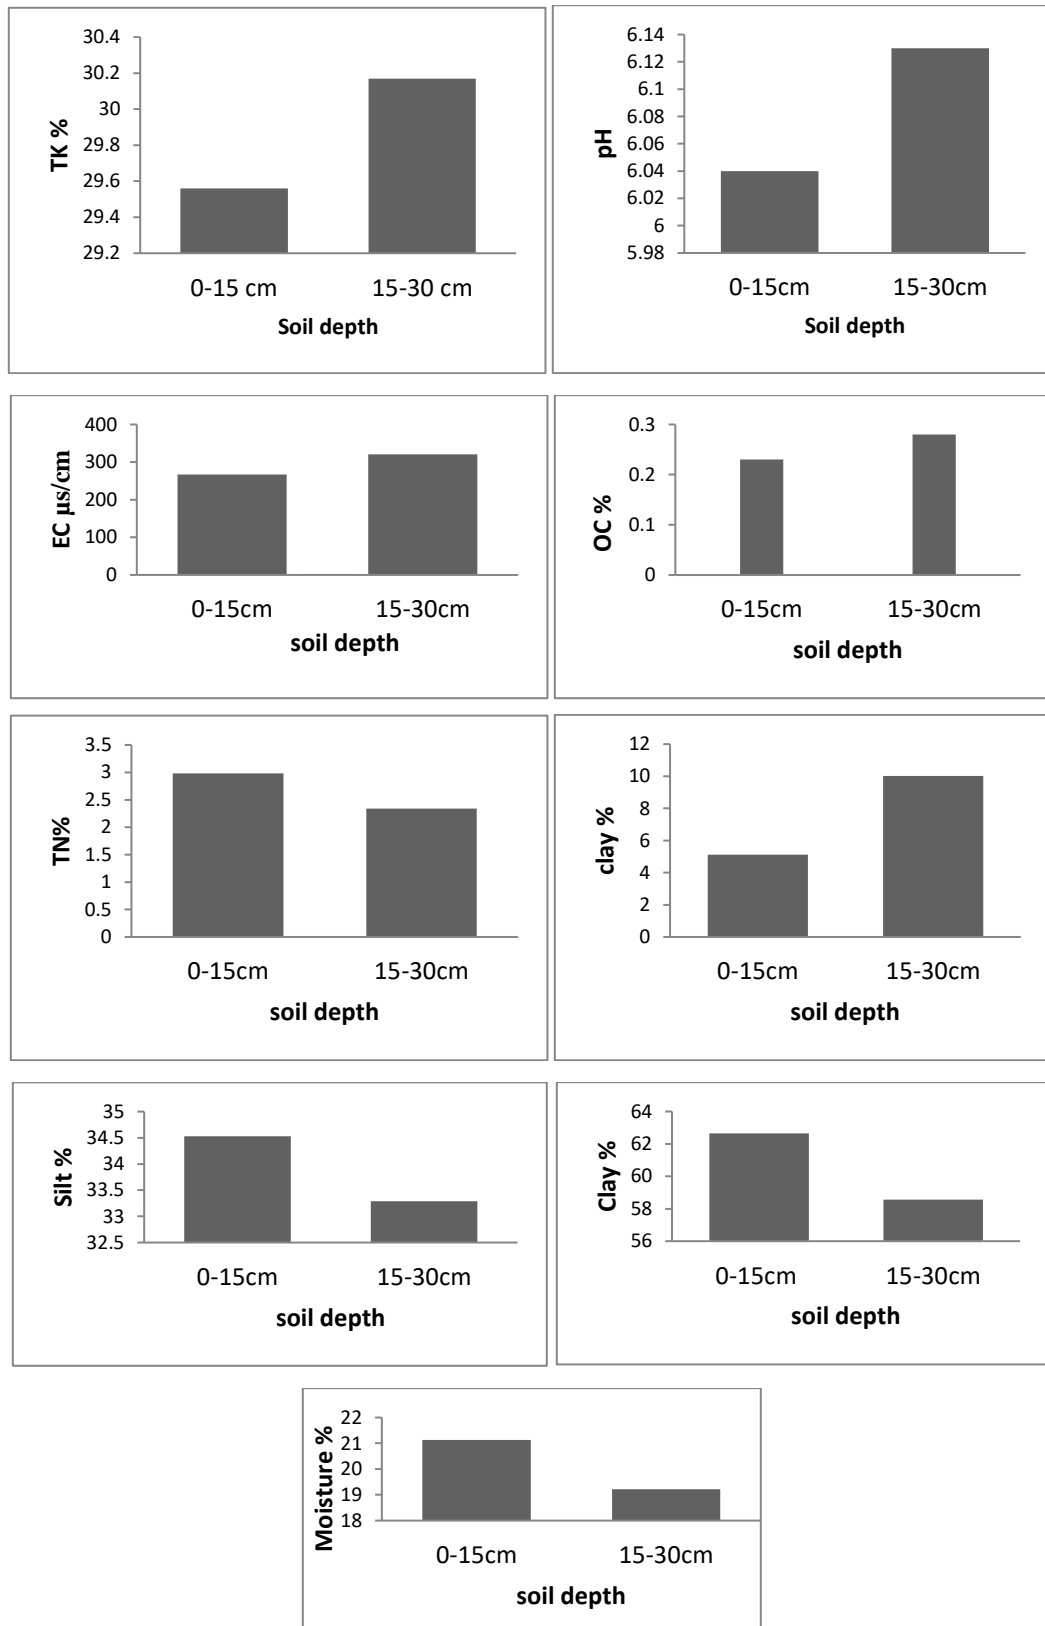 TK %
30.4
30.2
30
29.8
29.6
29.4
29.2
0-15 cm 15-30 cm
Soil depth
pH
6.14
6.12
6.1
6.08
6.06
6.04
6.02
6
5.98
0-15cm 15-30cm
Soil depth
EC µs/cm
400
300
200
100
0
0-15cm 15-30cm
soil depth
OC %
0.3
0.2
0.1
0
0-15cm 15-30cm
soil depth
TN%
3.5
3
2.5
2
1.5
1
0.5
0
0-15cm 15-30cm
soil depth
clay %
12
10
8
6
4
2
0
0-15cm 15-30cm
soil depth
Silt %
35
34.5
34
33.5
33
32.5
0-15cm 15-30cm
soil depth
Clay %
64
62
60
58
56
0-15cm 15-30cm
soil depth
Moisture %
22
21
20
19
18
0-15cm 15-30cm
soil depth